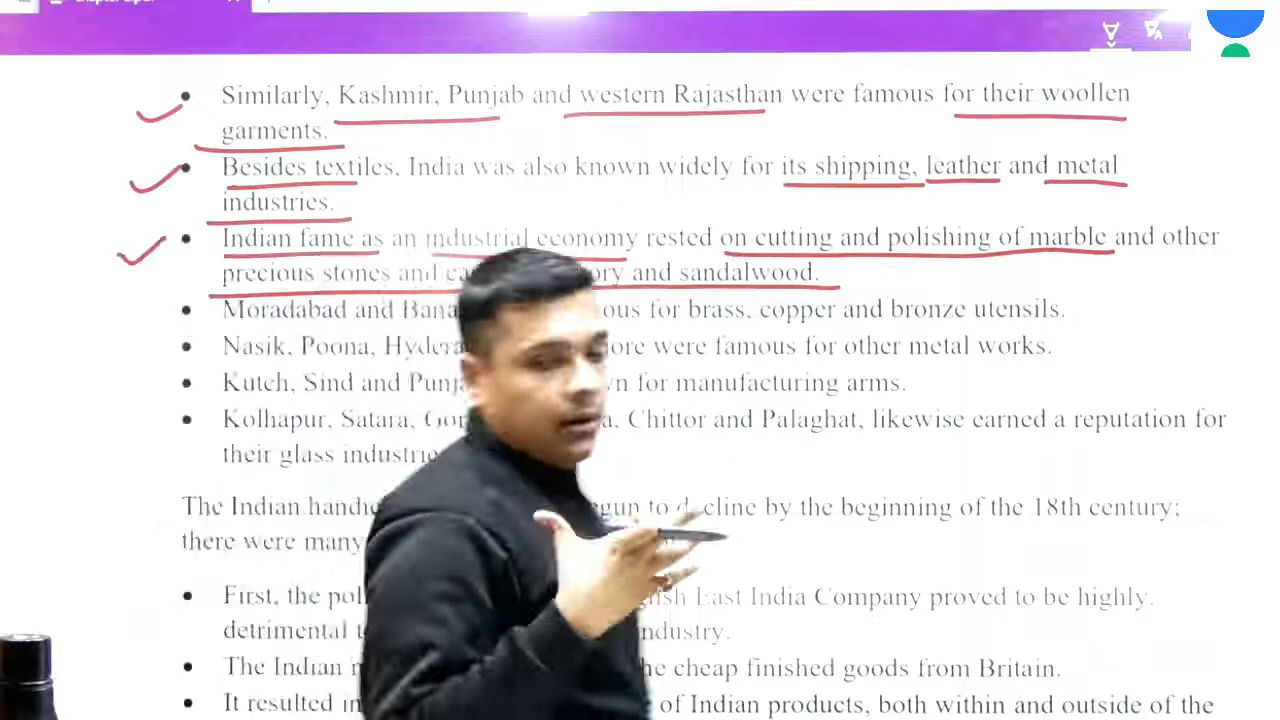 Similarly, Kashmir, Punjab and western Rajasthan were famous for their woollen
garments.
Besides textiles, India was also known widely for its shipping, leather and metal
industries.
Indian fame as an industrial economy rested on cutting and polishing of marble and other
precious stones and and sandalwood.
Moradabad and for brass, copper and bronze utensils.
Nasik, Poona, were famous for other metal works.
Kutch, Sind and for manufacturing arms.
Kolhapur, Satara, Chittor and Palaghat, likewise earned a reputation for
their glass
The Indian decline by the beginning of the 18th century;
there were many
First, the East India Company proved to be highly
detrimental
The Indian cheap finished goods from Britain.
It resulted of Indian products, both within and outside of the